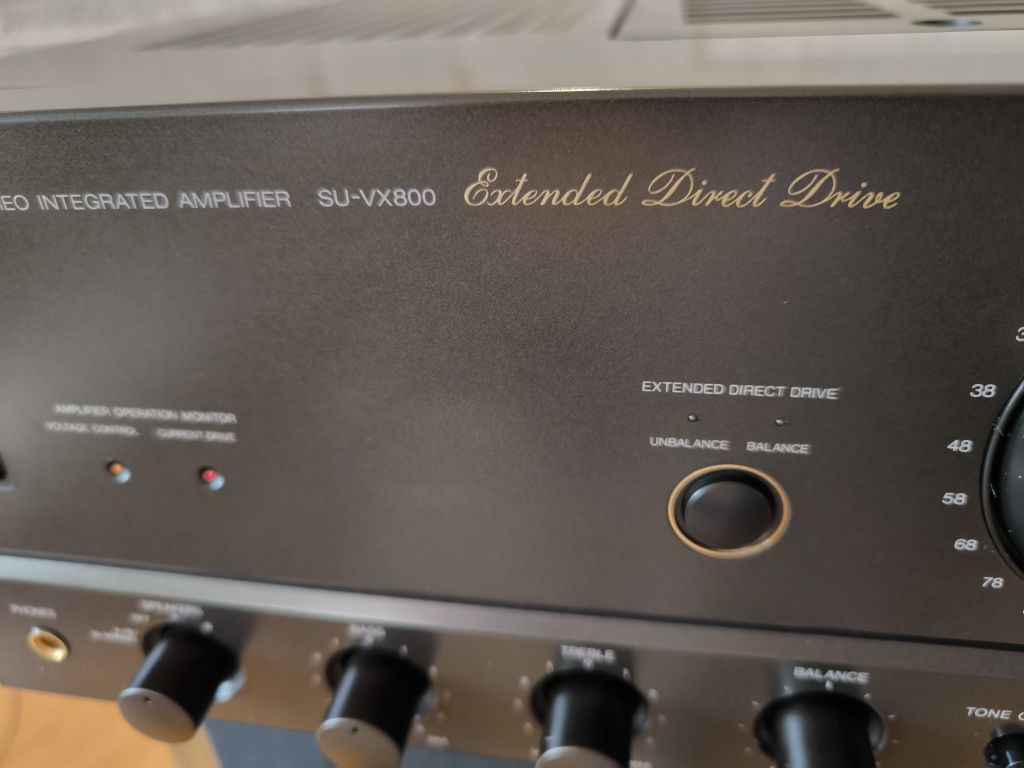 INTEGRATED AMPLIFIER SU-VX800 Extended Direct Drive
EXTENDED DIRECT DRIVE
UNBALANCE BALANCE
AMPLIFIER OPERATION MONITOR
VOLTAGE CONTROL CURRENT DRIVE
38
48
58
68
78
PHONES
SPEAKERS
BASS
TREBLE
BALANCE
TONE